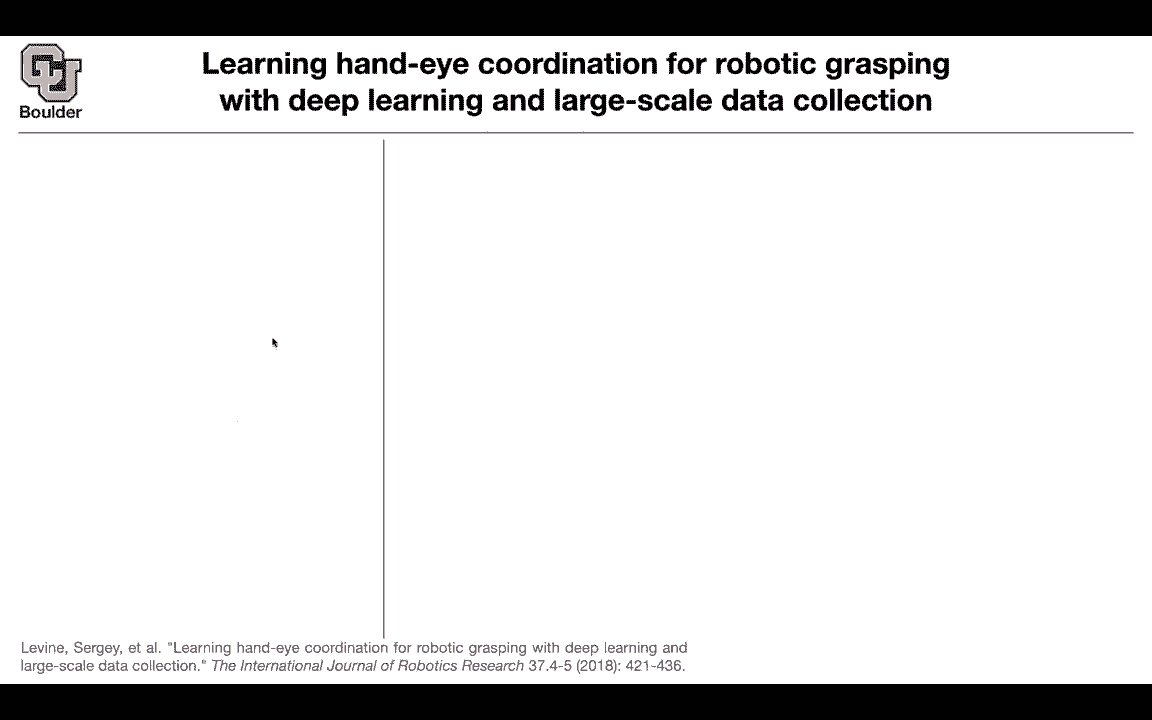 CU
Boulder
Learning hand-eye coordination for robotic grasping
with deep learning and large-scale data collection
Levine, Sergey, et al. "Learning hand-eye coordination for robotic grasping with deep learning and
large-scale data collection." The International Journal of Robotics Research 37.4-5 (2018): 421-436.